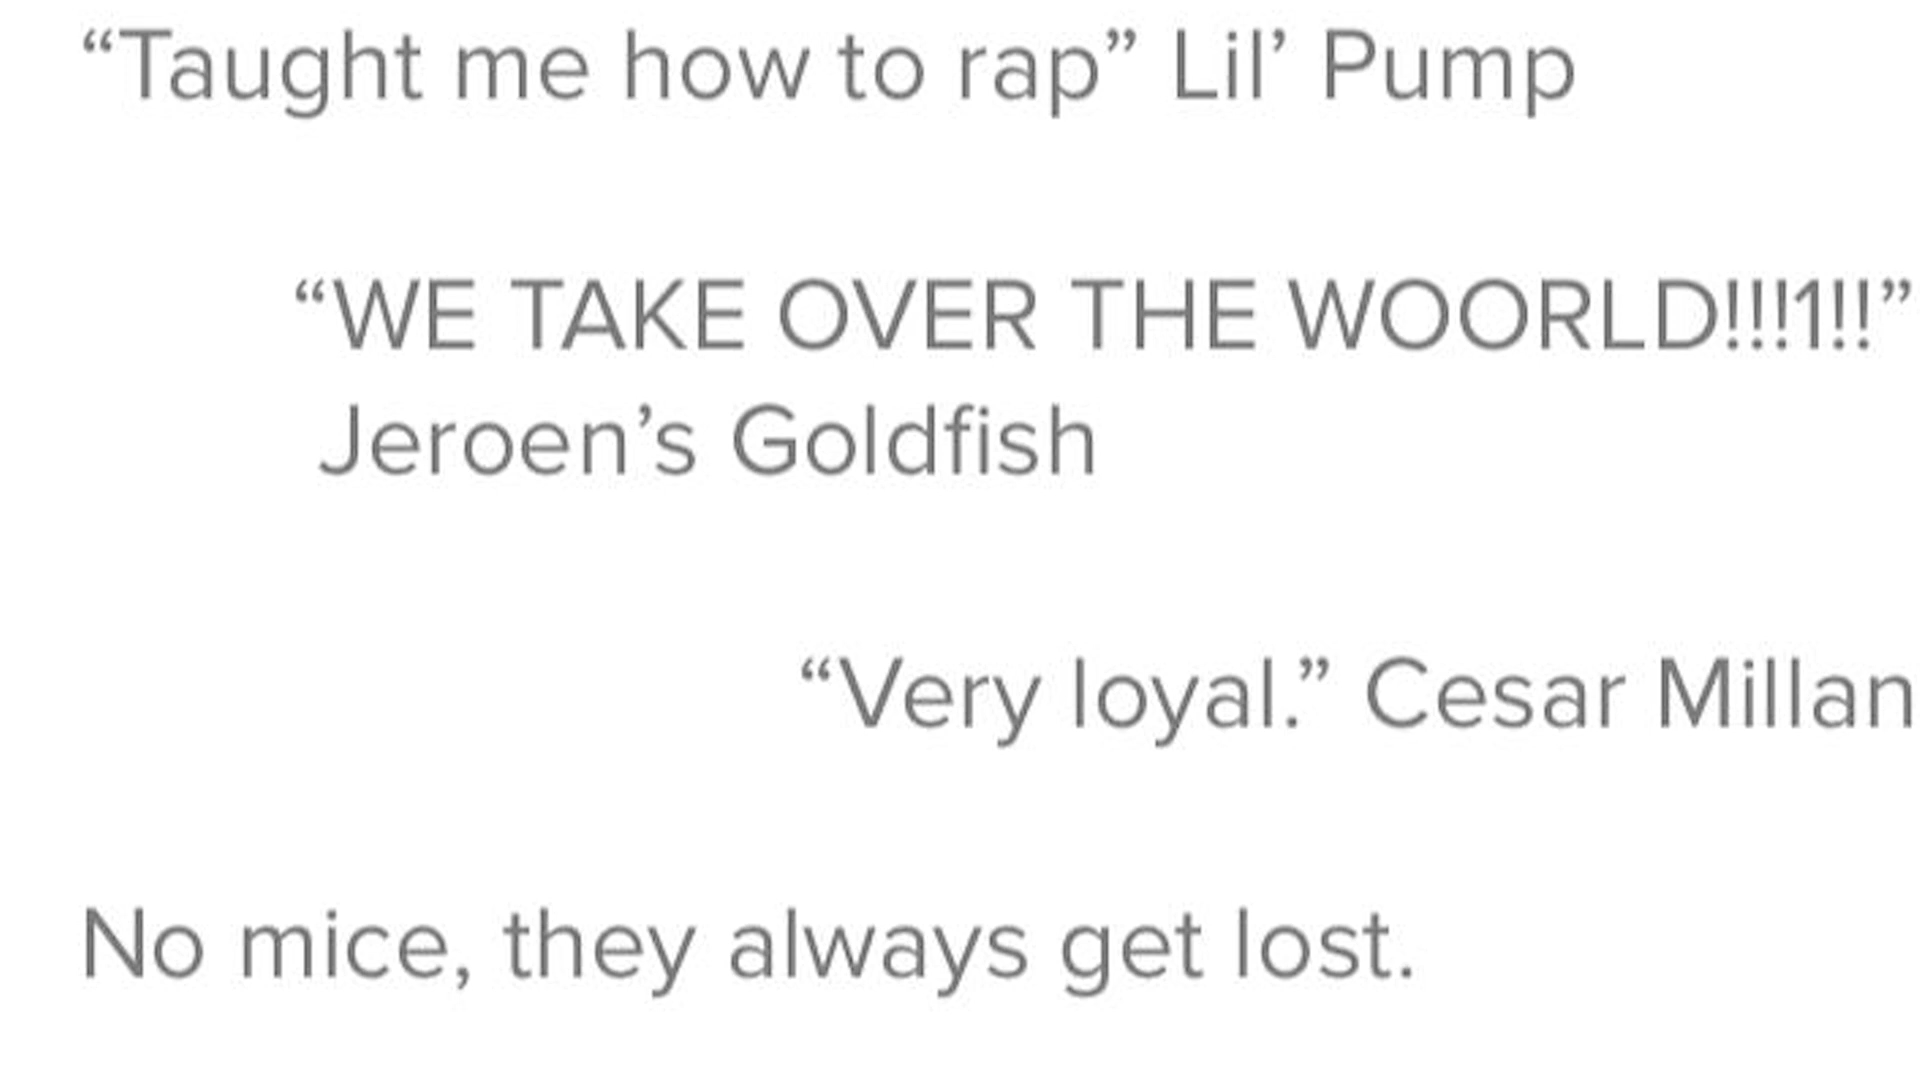 “Taught me how to rap” Lil’ Pump
“WE TAKE OVER THE WOORLD!!!1!!”
Jeroen’s Goldfish
“Very loyal.” Cesar Millan
No mice, they always get lost.